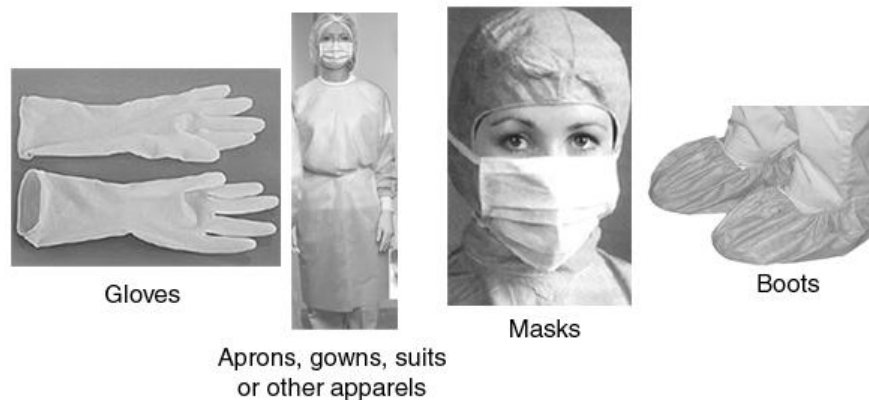 Gloves
Aprons, gowns, suits
or other apparels
Masks
Boots